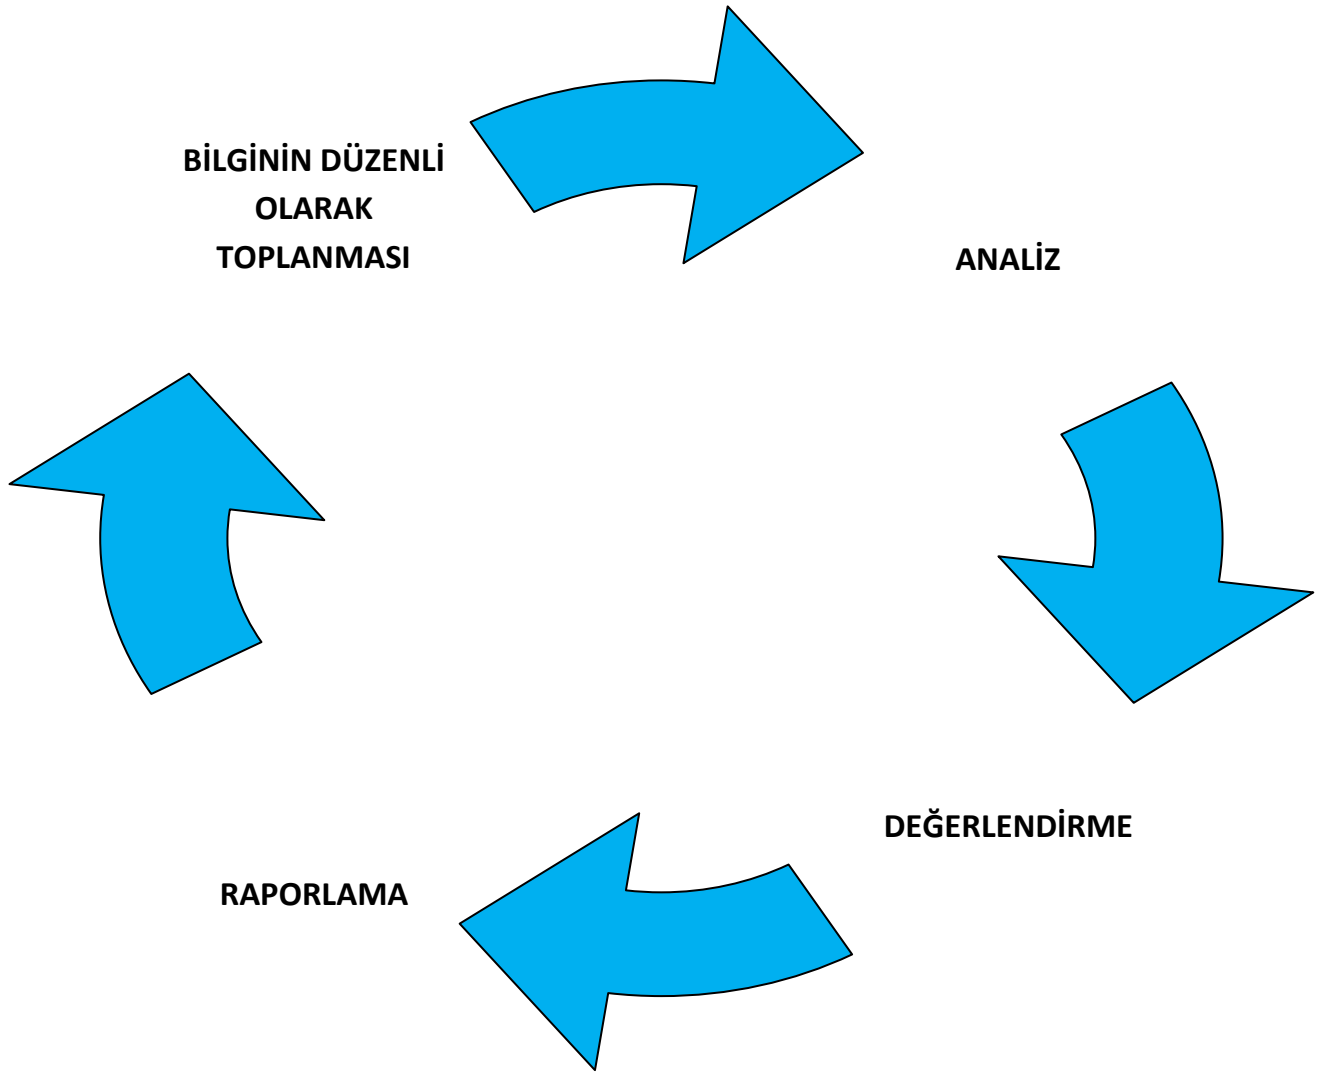 BİLGİNİN DÜZENLİ
OLARAK
TOPLANMASI
ANALİZ
DEĞERLENDİRME
RAPORLAMA